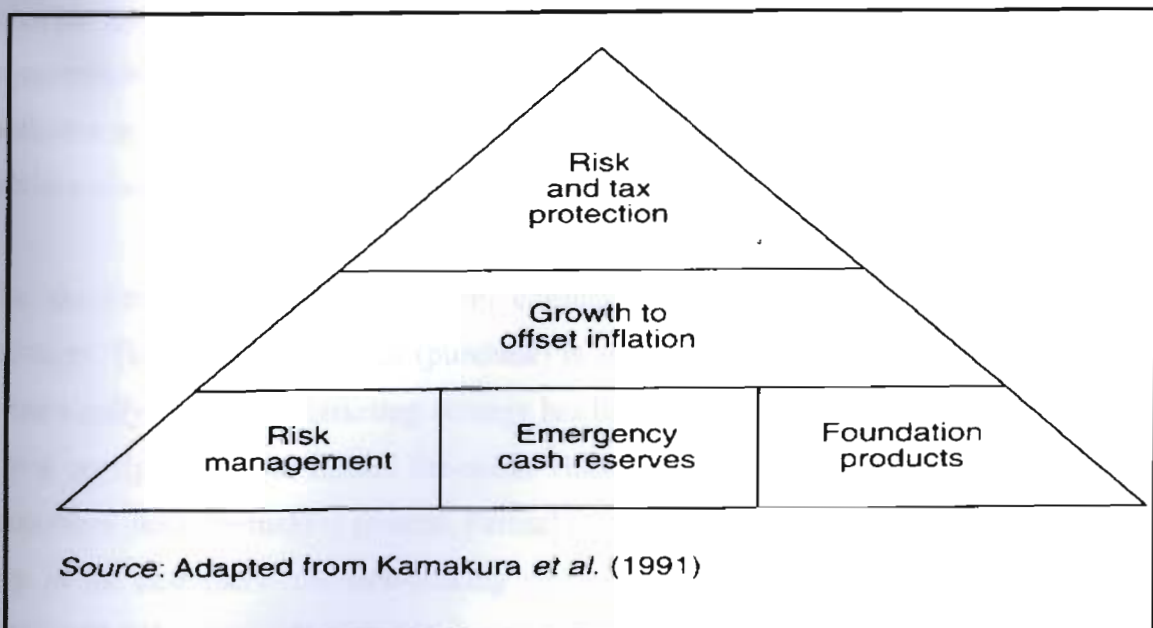 Risk
and tax
protection
Growth to
offset inflation
Risk
management
Emergency
cash reserves
Foundation
products
Source: Adapted from Kamakura et al. (1991)